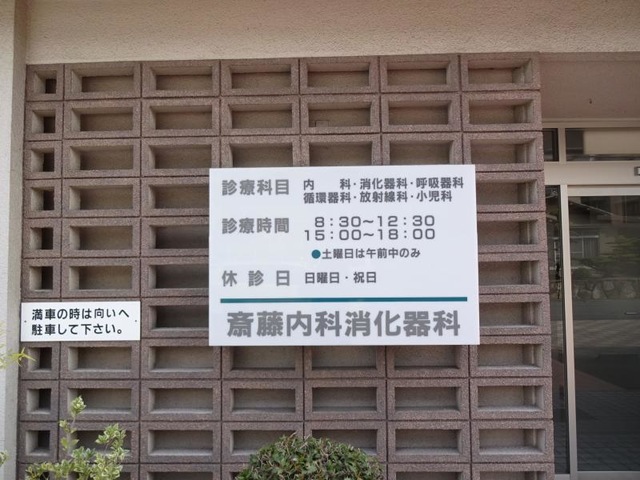 診療科目 内 科・消化器科・呼吸器科
循環器科・放射線科・小児科
診療時間 8:30～12:30
15:00～18:00
●土曜日は午前中のみ
休診日 日曜日・祝日
斎藤内科消化器科
満車の時は向いへ
駐車して下さい。